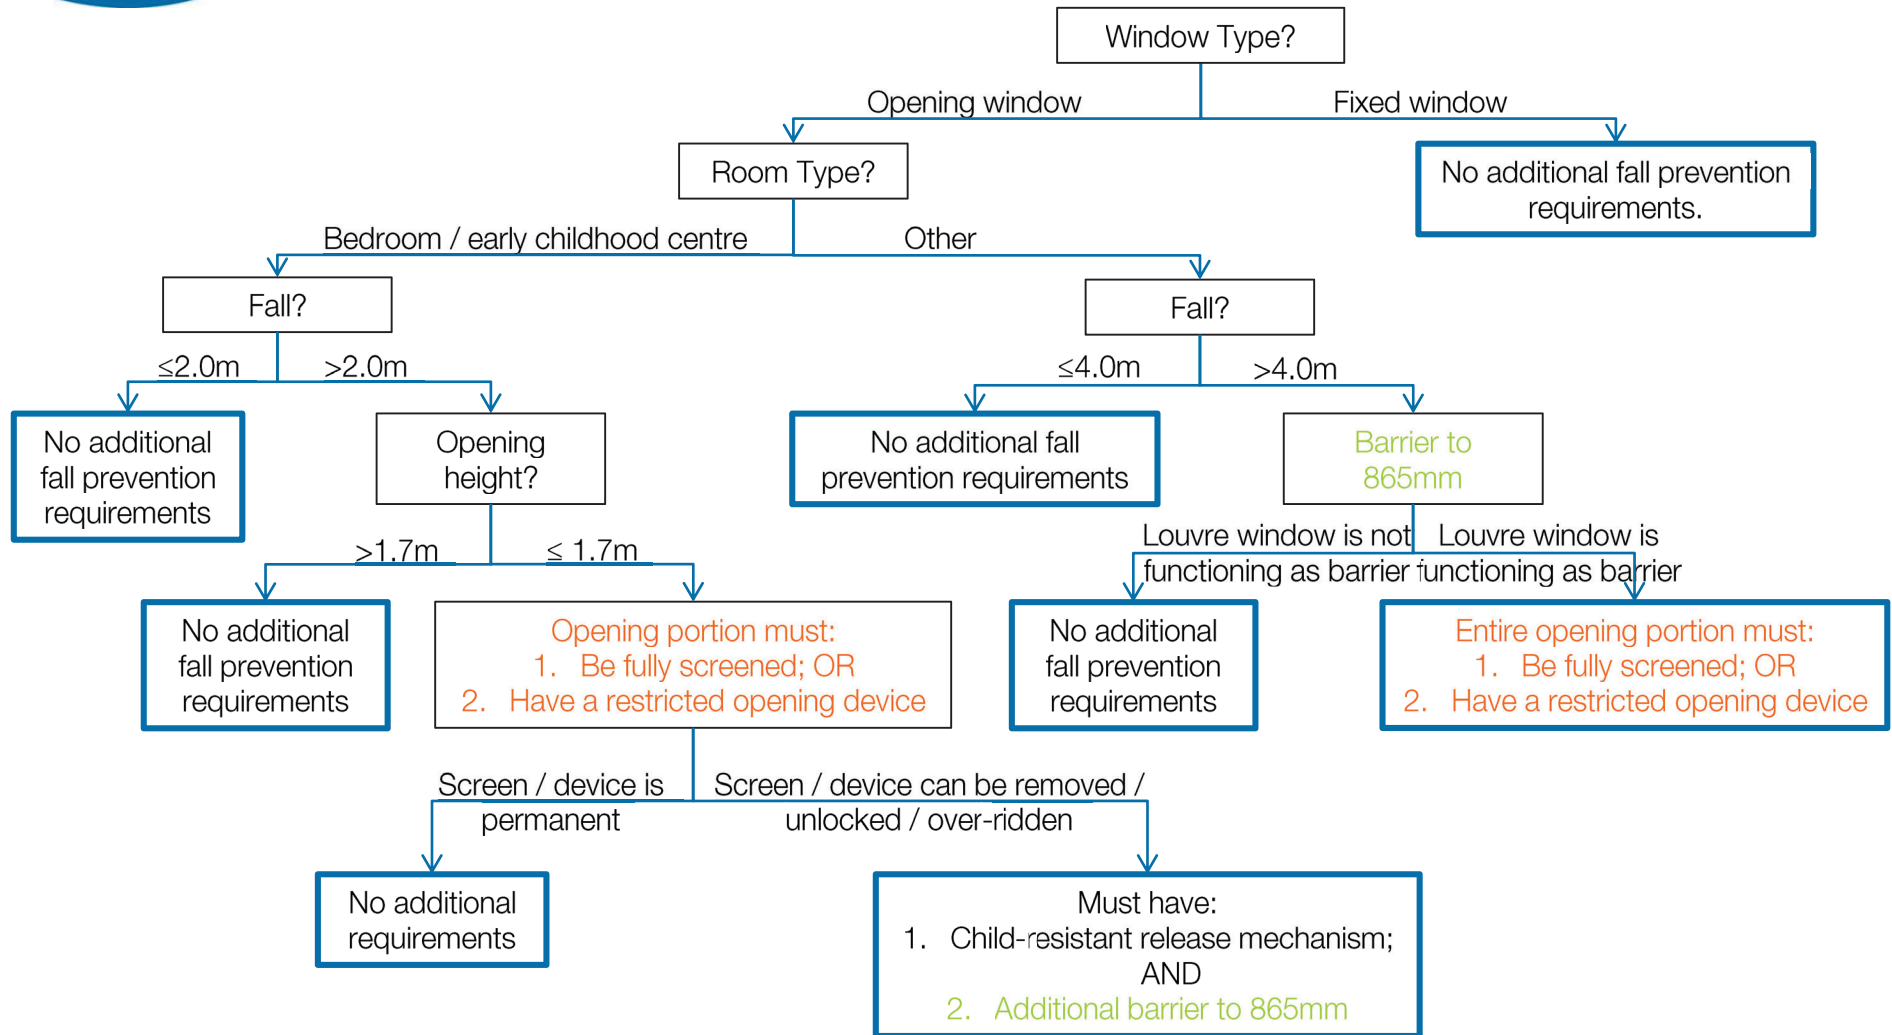 Window Type?
Opening window
Fixed window
Room Type?
No additional fall prevention
requirements.
Bedroom / early childhood centre
Other
Fall?
Fall?
≤2.0m
>2.0m
≤4.0m
>4.0m
No additional
fall prevention
requirements
Opening
height?
No additional fall
prevention requirements
Barrier to
865mm
>1.7m
≤ 1.7m
Louvre window is not
functioning as barrier
Louvre window is
functioning as barrier
No additional
fall prevention
requirements
Opening portion must:
1. Be fully screened; OR
2. Have a restricted opening device
No additional
fall prevention
requirements
Entire opening portion must:
1. Be fully screened; OR
2. Have a restricted opening device
Screen / device is
permanent
Screen / device can be removed /
unlocked / over-ridden
No additional
requirements
Must have:
1. Child-resistant release mechanism;
AND
2. Additional barrier to 865mm